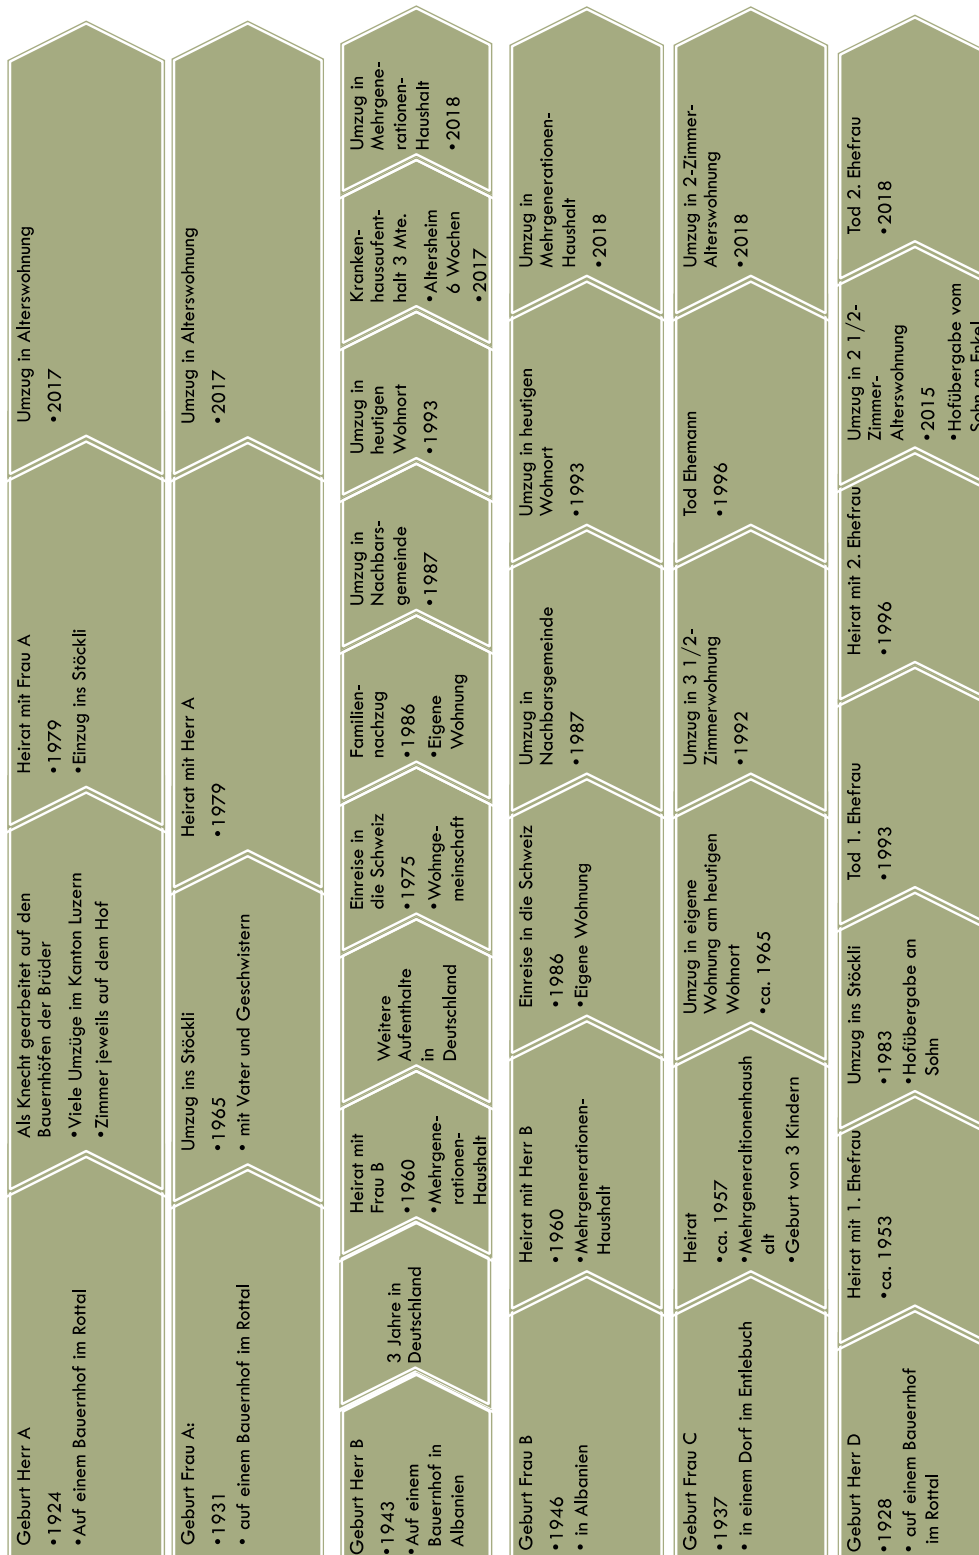 Geburt Herr A
•1924
•Auf einem Bauernhof im Rottal
Als Knecht gearbeitet auf den
Bauernhöfen der Brüder
•Viele Umzüge im Kanton Luzern
•Zimmer jeweils auf dem Hof
Heirat mit Frau A
•1979
•Einzug ins Stöckli
Umzug in Alterswohnung
•2017
Geburt Frau A:
•1931
• auf einem Bauernhof im Rottal
Umzug ins Stöckli
•1965
• mit Vater und Geschwistern
Heirat mit Herr A
•1979
Umzug in Alterswohnung
•2017
Geburt Herr B
•1943
•Auf einem
Bauernhof in
Albanien
3 Jahre in
Deutschland
Heirat mit
Frau B
•1960
•Mehrgene-
rationen-
Haushalt
Weitere
Aufenthalte
in
Deutschland
Einreise in
die Schweiz
•1975
•Wohnge-
meinschaft
Familien-
nachzug
•1986
•Eigene
Wohnung
Umzug in
Nachbars-
gemeinde
•1987
Umzug in
heutigen
Wohnort
•1993
Kranken-
hausaufent-
halt 3 Mte.
•Altersheim
6 Wochen
•2017
Umzug in
Mehrgene-
rationen-
Haushalt
•2018
Geburt Frau B
•1946
• in Albanien
Heirat mit Herr B
•1960
•Mehrgenerationen-
Haushalt
Einreise in die Schweiz
•1986
•Eigene Wohnung
Umzug in
Nachbarsgemeinde
•1987
Umzug in heutigen
Wohnort
•1993
Umzug in
Mehrgenerationen-
Haushalt
•2018
Geburt Frau C
•1937
• in einem Dorf im Entlebuch
Heirat
•ca. 1957
•Mehrgeneraltionenhaush
alt
•Geburt von 3 Kindern
Umzug in eigene
Wohnung am heutigen
Wohnort
•ca. 1965
Umzug in 3 1/2-
Zimmerwohnung
•1992
Tod Ehemann
•1996
Umzug in 2-Zimmer-
Alterswohnung
•2018
Geburt Herr D
•1928
• auf einem Bauernhof
im Rottal
Heirat mit 1. Ehefrau
•ca. 1953
Umzug ins Stöckli
•1983
•Hofübergabe an
Sohn
Tod 1. Ehefrau
•1993
Heirat mit 2. Ehefrau
•1996
Umzug in 2 1/2-
Zimmer-
Alterswohnung
•2015
•Hofübergabe vom
Sohn an Enkel
Tod 2. Ehefrau
•2018